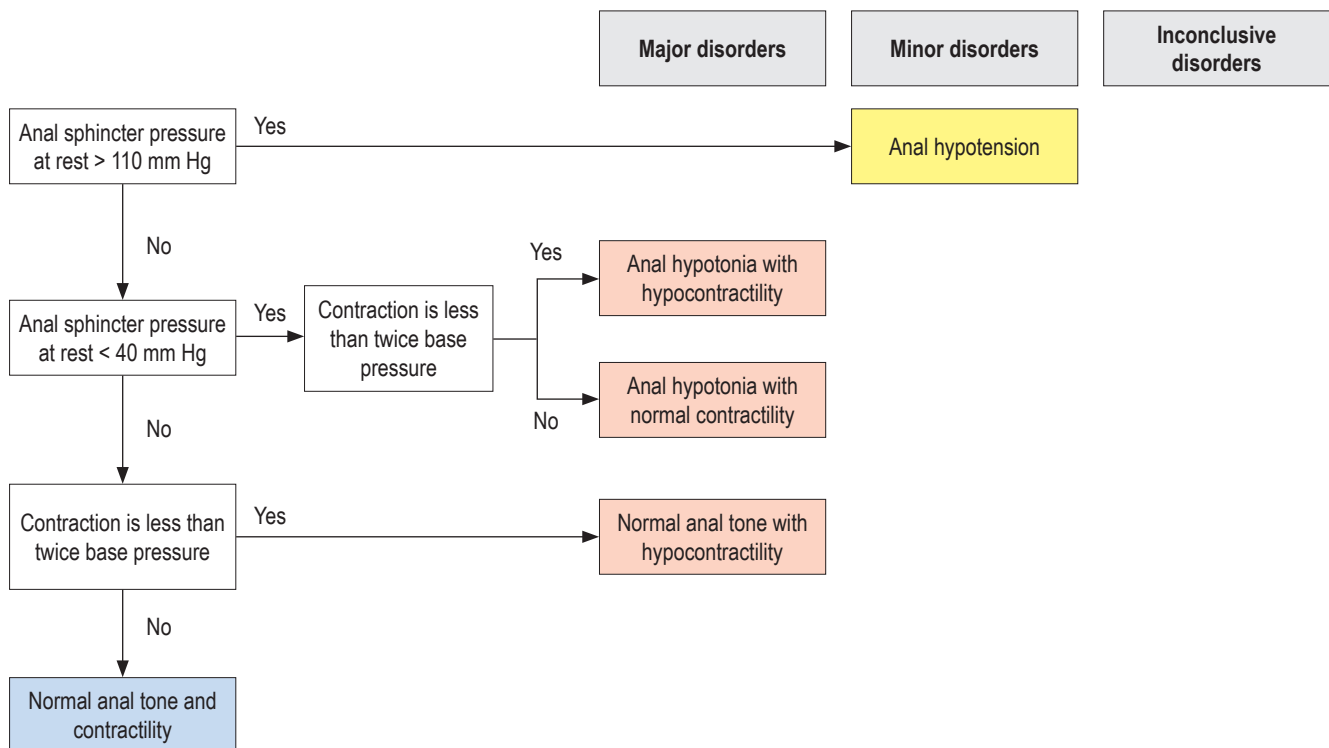 Major disorders
Minor disorders
Inconclusive
disorders
Anal sphincter pressure
at rest > 110 mm Hg
Yes
Anal hypotension
No
Anal sphincter pressure
at rest < 40 mm Hg
Yes
Contraction is less
than twice base
pressure
Yes
Anal hypotonia with
hypocontractility
No
Anal hypotonia with
normal contractility
No
Contraction is less than
twice base pressure
Yes
Normal anal tone with
hypocontractility
No
Normal anal tone and
contractility